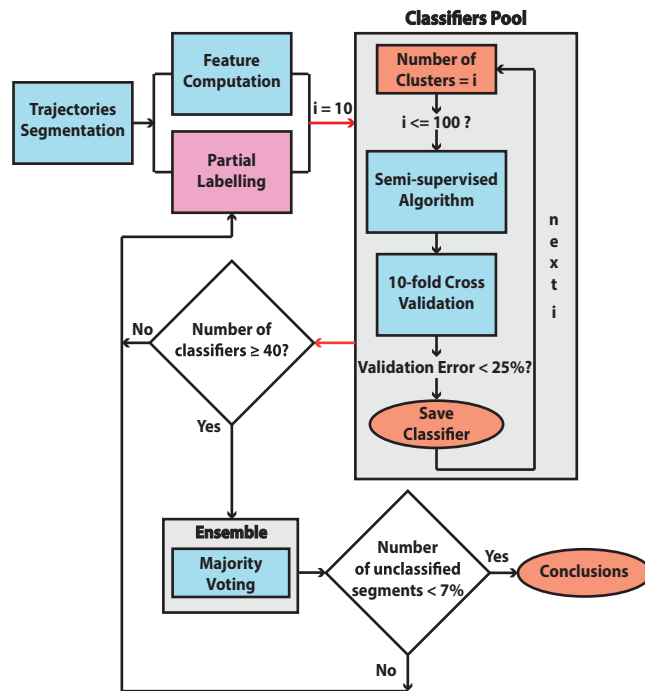 Classifiers Pool
Feature
Computation
Number of
Clusters = i
Trajectories
Segmentation
i = 10
i <= 100 ?
Partial
Labelling
Semi-supervised
Algorithm
next i
10-fold Cross
Validation
No
Number of
classifiers ≥ 40?
Validation Error < 25%?
Yes
Save
Classifier
Ensemble
Majority
Voting
Number
of unclassified
segments < 7%
Yes
Conclusions
No